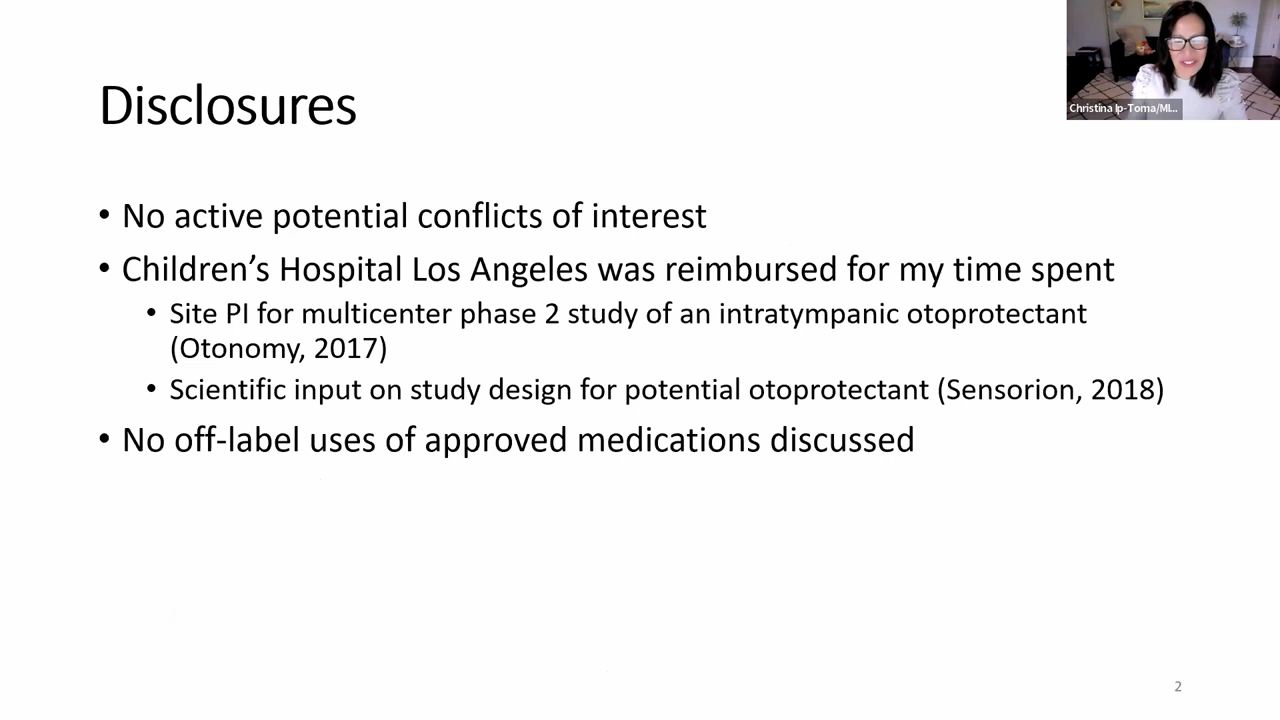 Christina Ip-Toma/MI...
Disclosures
• No active potential conflicts of interest
• Children’s Hospital Los Angeles was reimbursed for my time spent
• Site PI for multicenter phase 2 study of an intratympanic otoprotectant
(Otonomy, 2017)
• Scientific input on study design for potential otoprotectant (Sensorion, 2018)
• No off-label uses of approved medications discussed
2